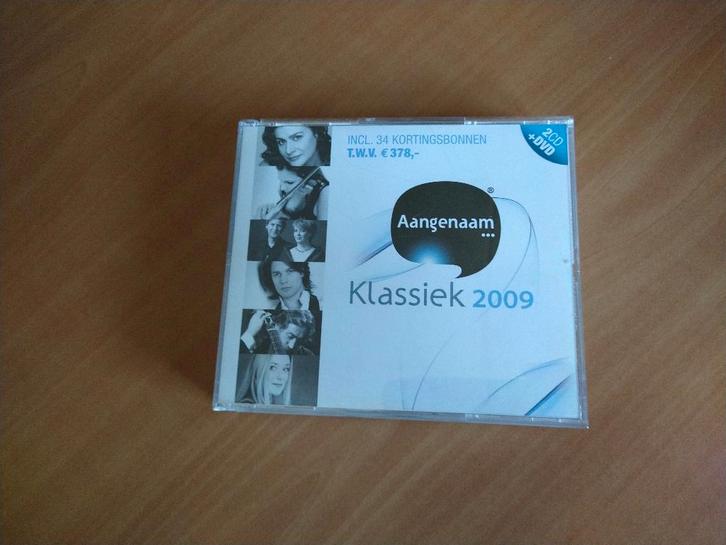 INCL. 34 KORTINGSBONNEN
T.W.V. € 378,-
2CD
+DVD
Aangenaam...
®
Klassiek 2009